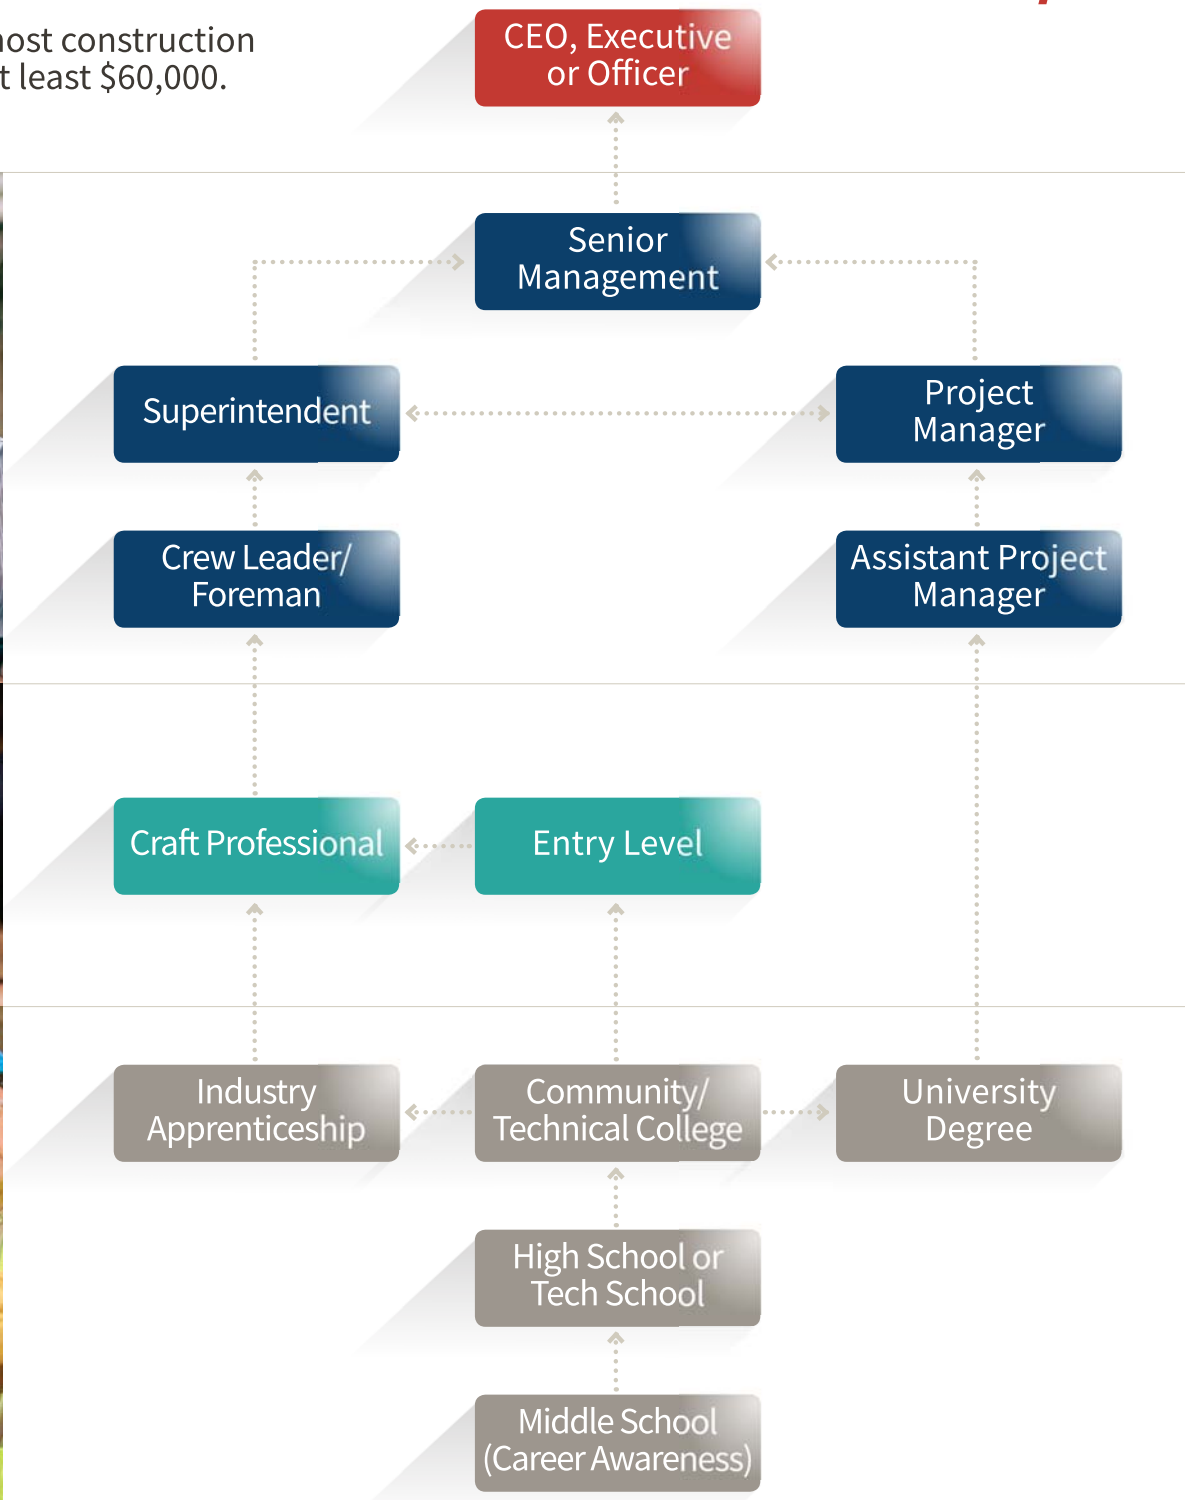 most construction
t least $60,000.
CEO, Executive
or Officer
Senior
Management
Superintendent
Project
Manager
Crew Leader/
Foreman
Assistant Project
Manager
Craft Professional
Entry Level
Industry
Apprenticeship
Community/
Technical College
University
Degree
High School or
Tech School
Middle School
(Career Awareness)